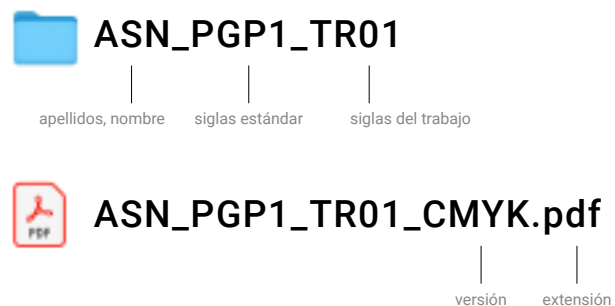 ASN_PGP1_TR01
apellidos, nombre siglas estándar siglas del trabajo
PDF
ASN_PGP1_TR01_CMYK.pdf
versión extensión